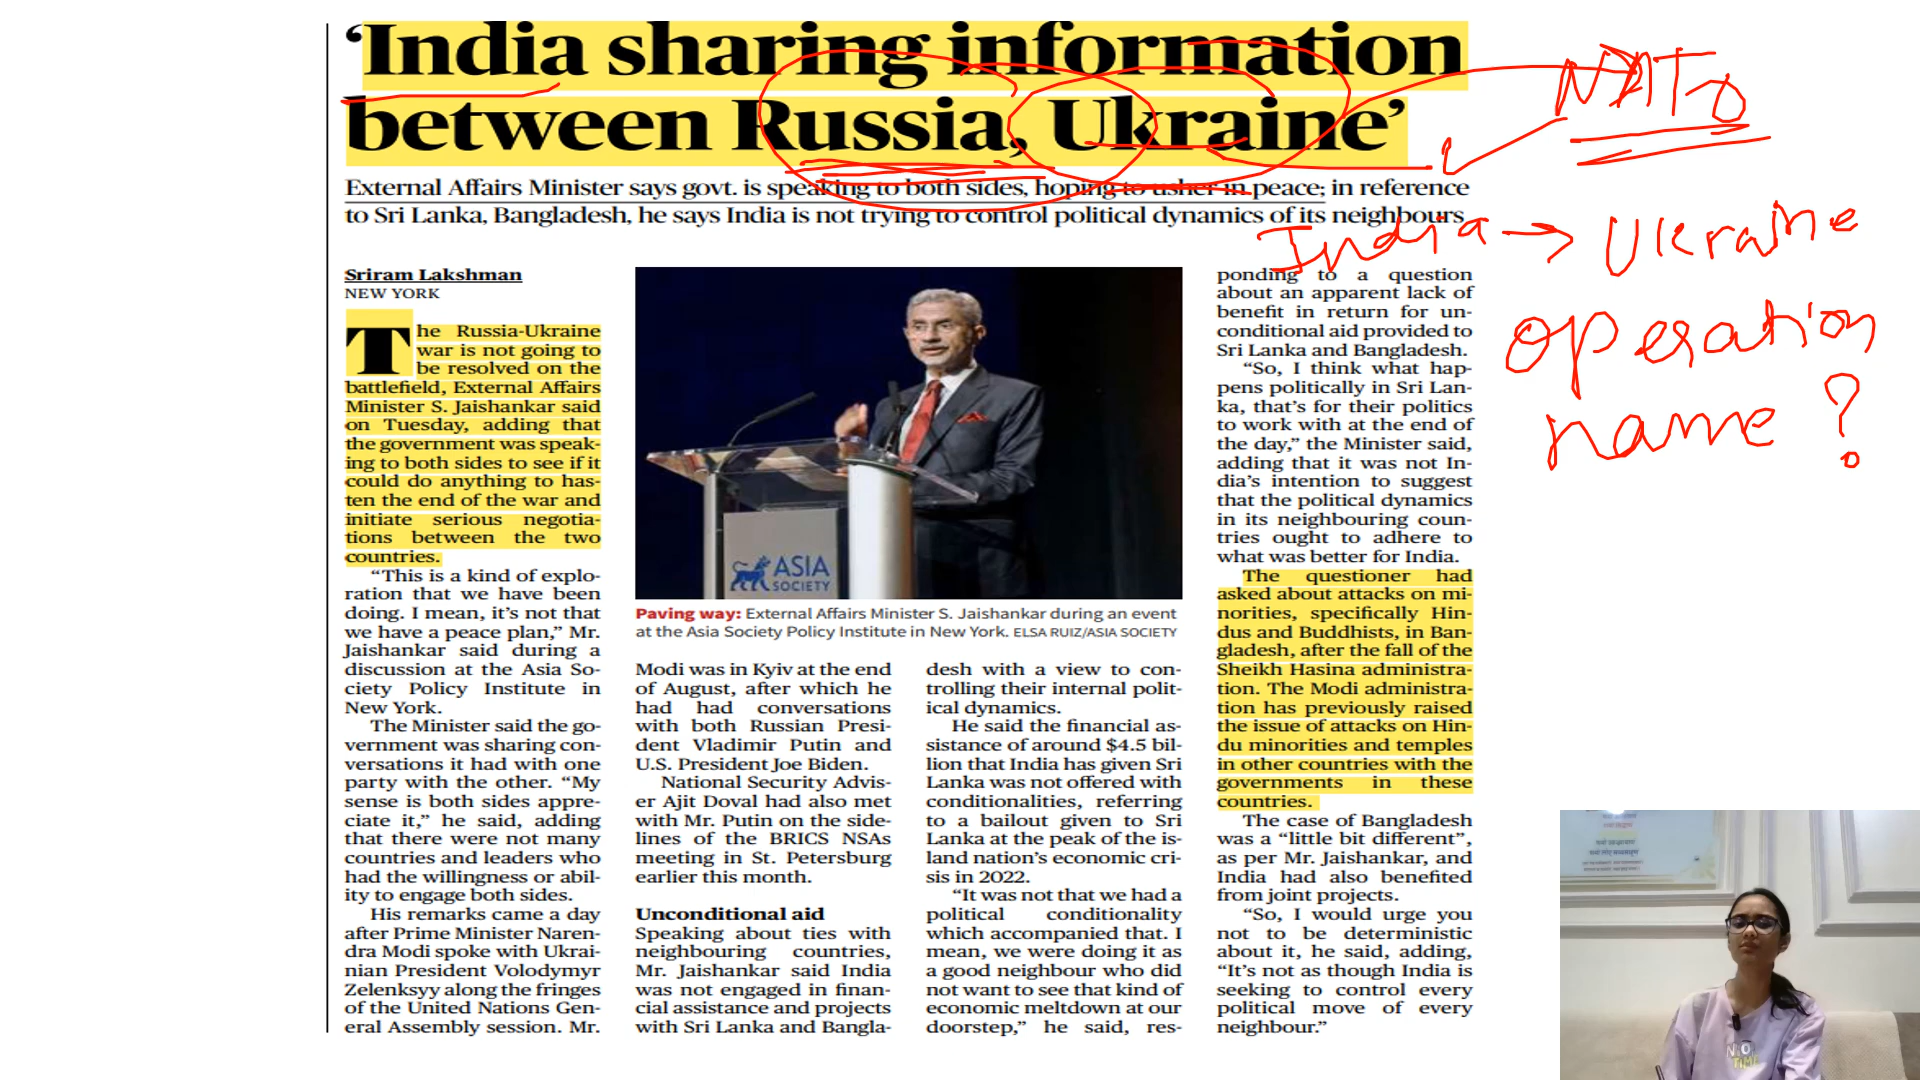 ‘India sharing information
between Russia, Ukraine’
External Affairs Minister says govt. is speaking to both sides, hoping to usher in peace; in reference
to Sri Lanka, Bangladesh, he says India is not trying to control political dynamics of its neighbours
Sriram Lakshman
NEW YORK
The Russia-Ukraine
war is not going to
be resolved on the
battlefield, External Affairs
Minister S. Jaishankar said
on Tuesday, adding that
the government was speak-
ing to both sides to see if it
could do anything to has-
ten the end of the war and
initiate serious negotia-
tions between the two
countries.
“This is a kind of explo-
ration that we have been
doing. I mean, it’s not that
we have a peace plan,” Mr.
Jaishankar said during a
discussion at the Asia So-
ciety Policy Institute in
New York.
The Minister said the go-
vernment was sharing con-
versations it had with one
party with the other. “My
sense is both sides appre-
ciate it,” he said, adding
that there were not many
countries and leaders who
had the willingness or abil-
ity to engage both sides.
His remarks came a day
after Prime Minister Naren-
dra Modi spoke with Ukrai-
nian President Volodymyr
Zelenksyy along the fringes
of the United Nations Gen-
eral Assembly session. Mr.
ASIA
SOCIETY
Paving way: External Affairs Minister S. Jaishankar during an event
at the Asia Society Policy Institute in New York. ELSA RUIZ/ASIA SOCIETY
Modi was in Kyiv at the end
of August, after which he
had had conversations
with both Russian Presi-
dent Vladimir Putin and
U.S. President Joe Biden.
National Security Advis-
er Ajit Doval had also met
with Mr. Putin on the side-
lines of the BRICS NSAs
meeting in St. Petersburg
earlier this month.
Unconditional aid
Speaking about ties with
neighbouring countries,
Mr. Jaishankar said India
was not engaged in finan-
cial assistance and projects
with Sri Lanka and Bangla-
desh with a view to con-
trolling their internal polit-
ical dynamics.
He said the financial as-
sistance of around $4.5 bil-
lion that India has given Sri
Lanka was not offered with
conditionalities, referring
to a bailout given to Sri
Lanka at the peak of the is-
land nation’s economic cri-
sis in 2022.
“It was not that we had a
political conditionality
which accompanied that. I
mean, we were doing it as
a good neighbour who did
not want to see that kind of
economic meltdown at our
doorstep,” he said, res-
ponding to a question
about an apparent lack of
benefit in return for un-
conditional aid provided to
Sri Lanka and Bangladesh.
“So, I think what hap-
pens politically in Sri Lan-
ka, that’s for their politics
to work with at the end of
the day,” the Minister said,
adding that it was not In-
dia’s intention to suggest
that the political dynamics
in its neighbouring coun-
tries ought to adhere to
what was better for India.
The questioner had
asked about attacks on mi-
norities, specifically Hin-
dus and Buddhists, in Ban-
gladesh, after the fall of the
Sheikh Hasina administra-
tion. The Modi administra-
tion has previously raised
the issue of attacks on Hin-
du minorities and temples
in other countries with the
governments in these
countries.
The case of Bangladesh
was a “little bit different”,
as per Mr. Jaishankar, and
India had also benefited
from joint projects.
“So, I would urge you
not to be deterministic
about it, he said, adding,
“It’s not as though India is
seeking to control every
political move of every
neighbour.”
NATO
India → Ukraine
operation
name ?